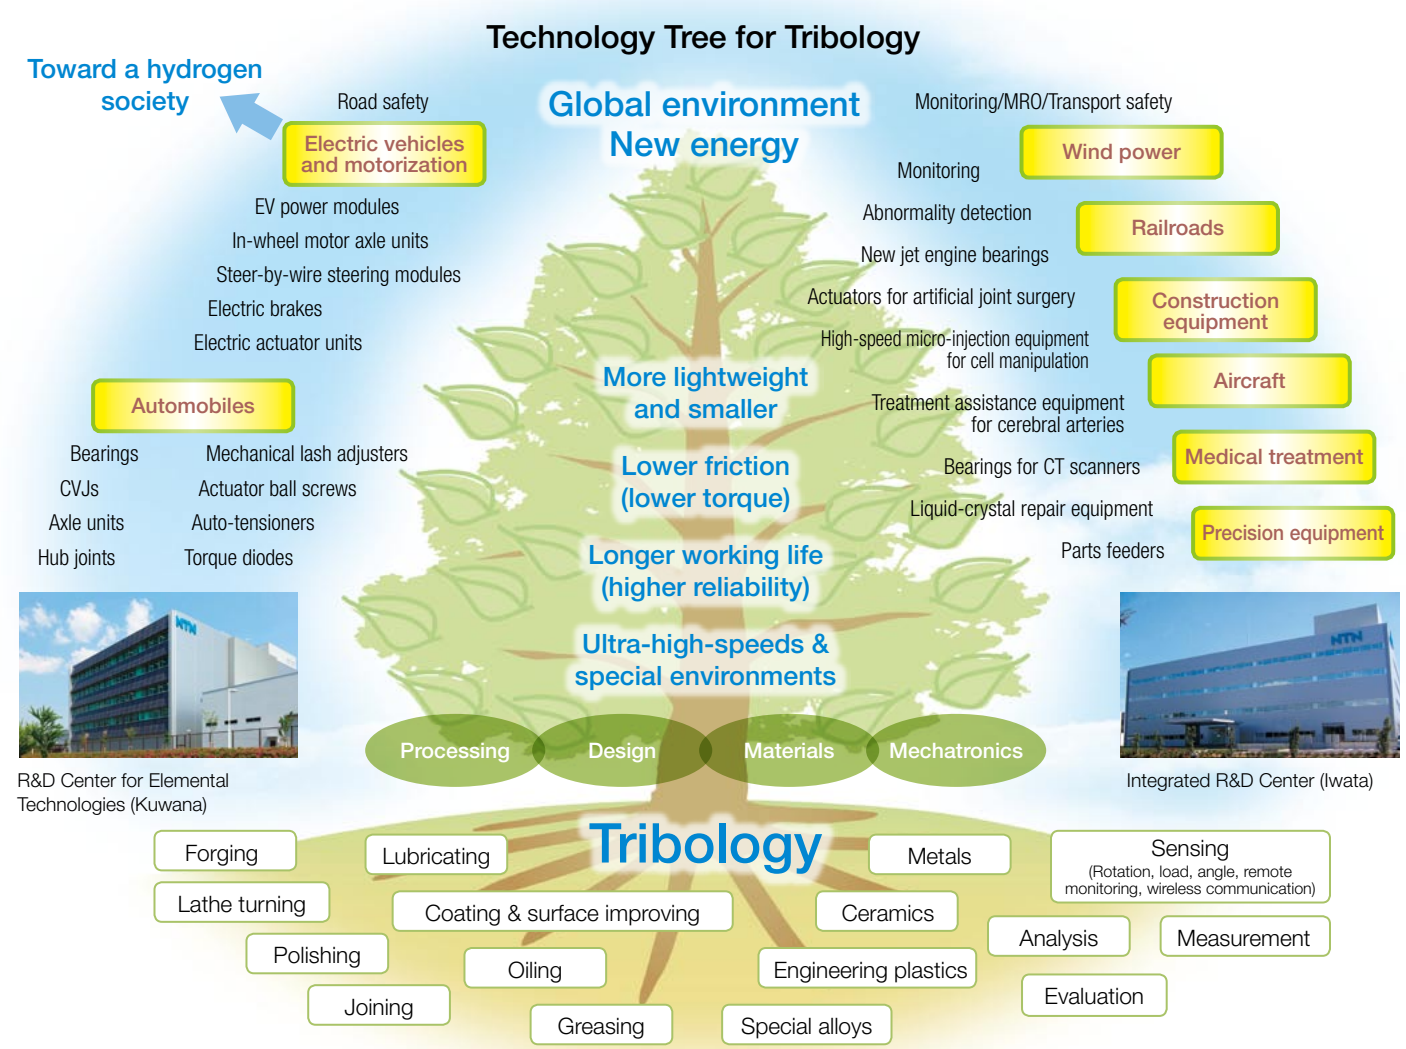 Technology Tree for Tribology
Toward a hydrogen
society
Global environment
New energy
Road safety
Electric vehicles
and motorization
EV power modules
In-wheel motor axle units
Steer-by-wire steering modules
Electric brakes
Electric actuator units
Automobiles
Bearings
CVJs
Axle units
Hub joints
Mechanical lash adjusters
Actuator ball screws
Auto-tensioners
Torque diodes
Monitoring/MRO/Transport safety
Wind power
Monitoring
Abnormality detection
Railroads
New jet engine bearings
Actuators for artificial joint surgery
Construction
equipment
High-speed micro-injection equipment
for cell manipulation
Aircraft
Treatment assistance equipment
for cerebral arteries
Medical treatment
Bearings for CT scanners
Liquid-crystal repair equipment
Precision equipment
Parts feeders
More lightweight
and smaller
Lower friction
(lower torque)
Longer working life
(higher reliability)
Ultra-high-speeds &
special environments
NTN
R&D Center for Elemental
Technologies (Kuwana)
NTN
Integrated R&D Center (Iwata)
Processing
Design
Materials
Mechatronics
Tribology
Forging
Lathe turning
Polishing
Joining
Lubricating
Coating & surface improving
Oiling
Greasing
Metals
Ceramics
Engineering plastics
Special alloys
Sensing
(Rotation, load, angle, remote
monitoring, wireless communication)
Analysis
Measurement
Evaluation